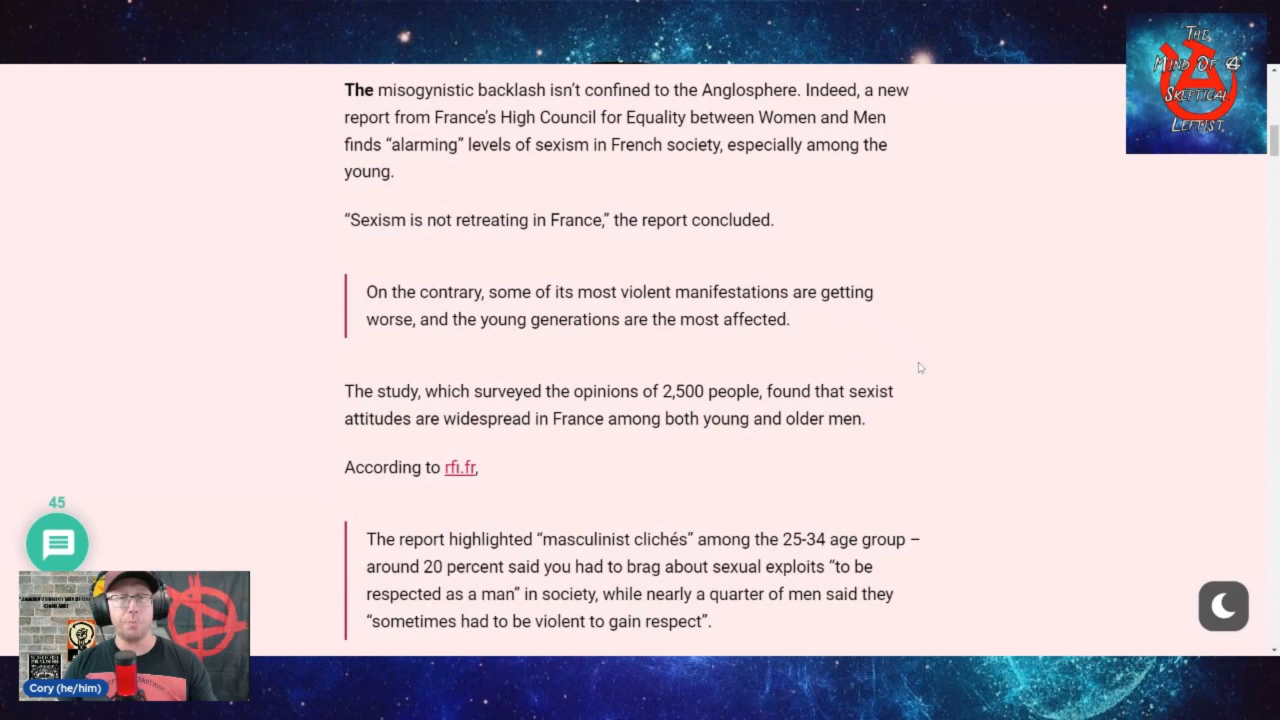 THE
MIND OF A
SKEPTICAL
LEFTIST
The misogynistic backlash isn’t confined to the Anglosphere. Indeed, a new
report from France’s High Council for Equality between Women and Men
finds “alarming” levels of sexism in French society, especially among the
young.
“Sexism is not retreating in France,” the report concluded.
On the contrary, some of its most violent manifestations are getting
worse, and the young generations are the most affected.
The study, which surveyed the opinions of 2,500 people, found that sexist
attitudes are widespread in France among both young and older men.
According to rfi.fr,
The report highlighted “masculinist clichés” among the 25-34 age group –
around 20 percent said you had to brag about sexual exploits “to be
respected as a man” in society, while nearly a quarter of men said they
“sometimes had to be violent to gain respect”.
45
Cory (he/him)